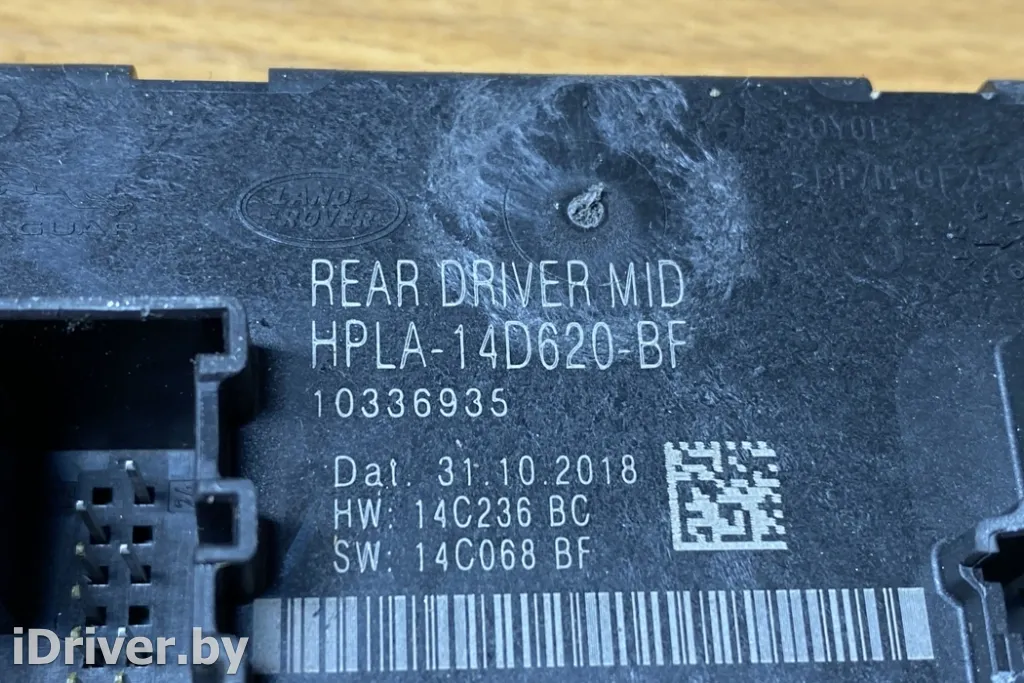 LAND
ROVER
REAR DRIVER MID
HPLA-14D620-BF
10336935
Dat. 31.10.2018
HW: 14C236 BC
SW: 14C068 BF
iDriver.by